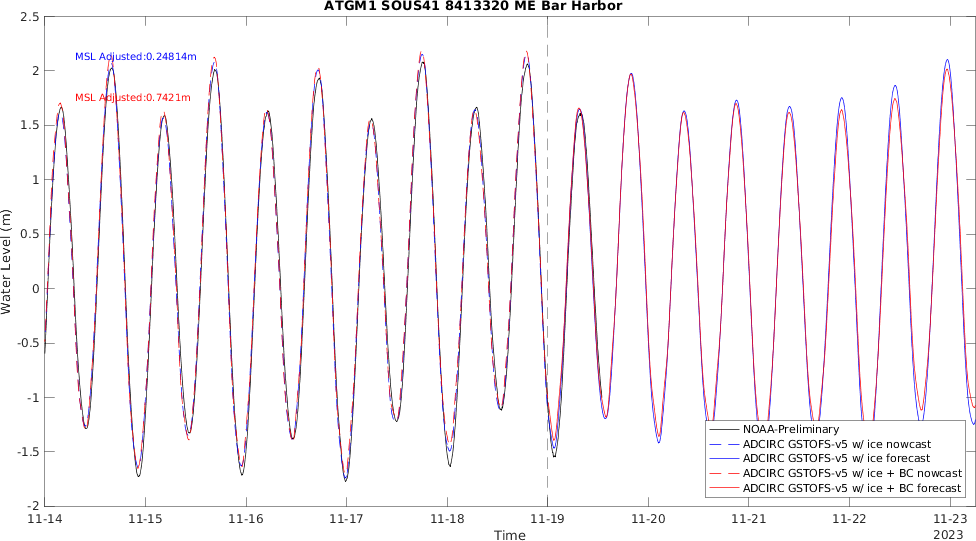 ATGM1 SOUS41 8413320 ME Bar Harbor
2.5
2
1.5
1
0.5
0
-0.5
-1
-1.5
-2
Water Level (m)
MSL Adjusted:0.24814m
MSL Adjusted:0.7421m
NOAA-Preliminary
ADCIRC GSTOFS-v5 w/ ice nowcast
ADCIRC GSTOFS-v5 w/ ice forecast
ADCIRC GSTOFS-v5 w/ ice + BC nowcast
ADCIRC GSTOFS-v5 w/ ice + BC forecast
11-14 11-15 11-16 11-17 11-18 11-19 11-20 11-21 11-22 11-23
Time
2023